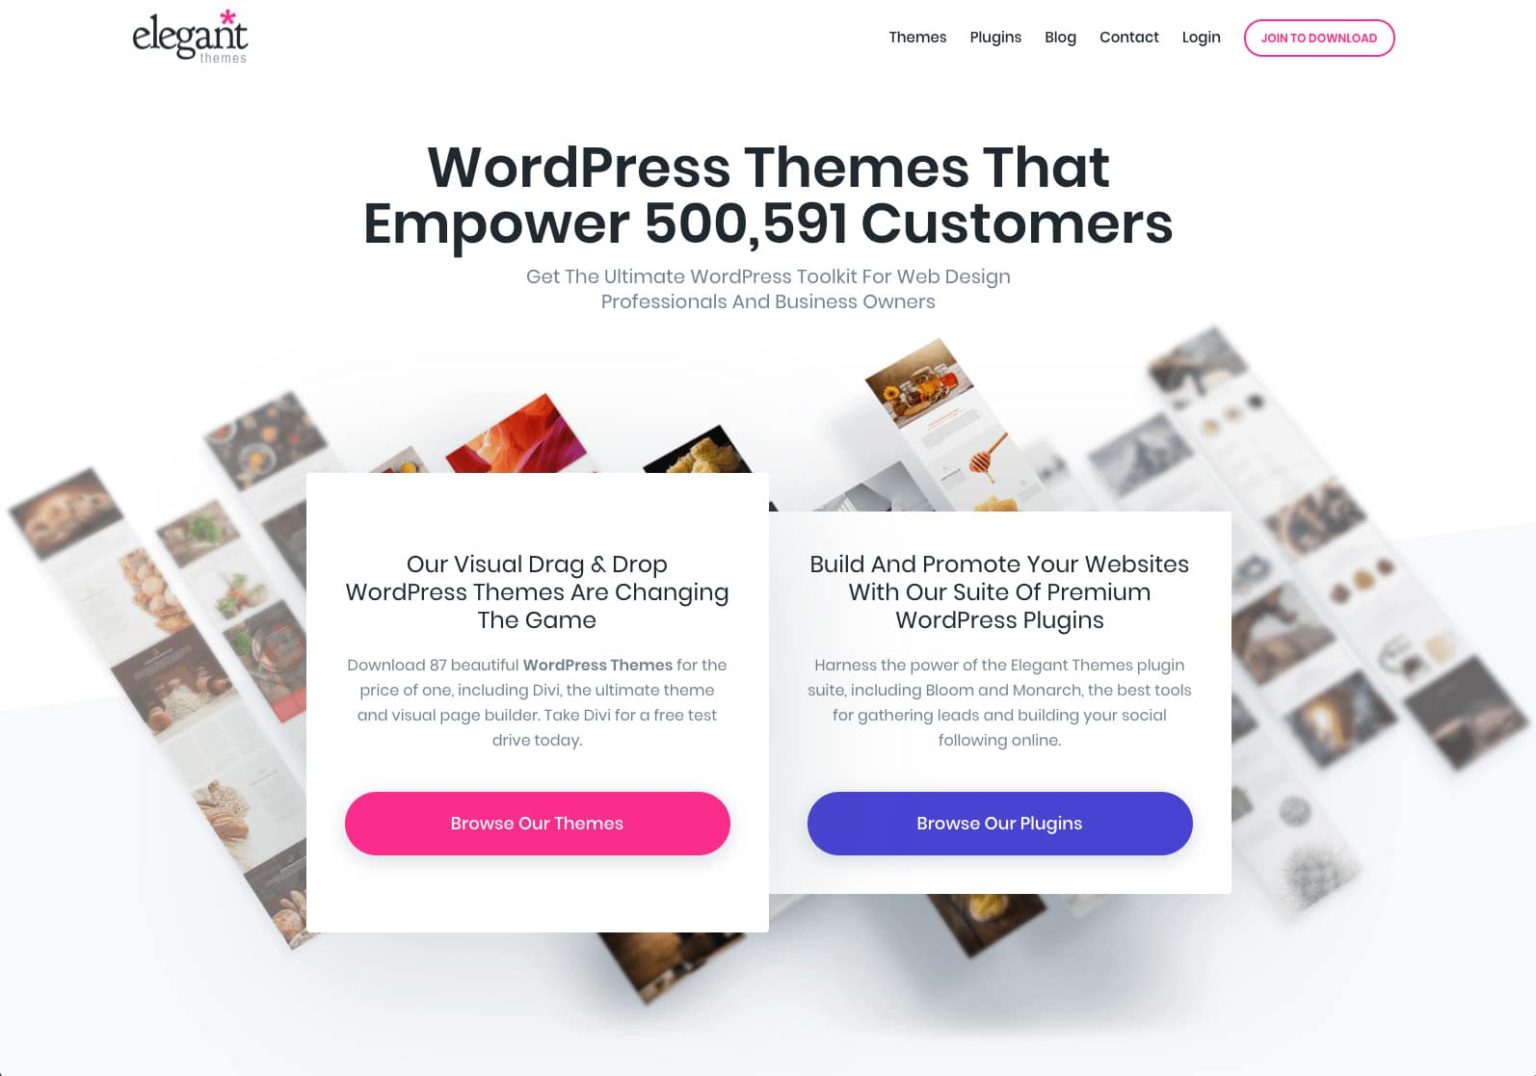 elegant
themes
Themes Plugins Blog Contact Login JOIN TO DOWNLOAD
WordPress Themes That
Empower 500,591 Customers
Get The Ultimate WordPress Toolkit For Web Design
Professionals And Business Owners
Our Visual Drag & Drop
WordPress Themes Are Changing
The Game
Download 87 beautiful WordPress Themes for the
price of one, including Divi, the ultimate theme
and visual page builder. Take Divi for a free test
drive today.
Browse Our Themes
Build And Promote Your Websites
With Our Suite Of Premium
WordPress Plugins
Harness the power of the Elegant Themes plugin
suite, including Bloom and Monarch, the best tools
for gathering leads and building your social
following online.
Browse Our Plugins